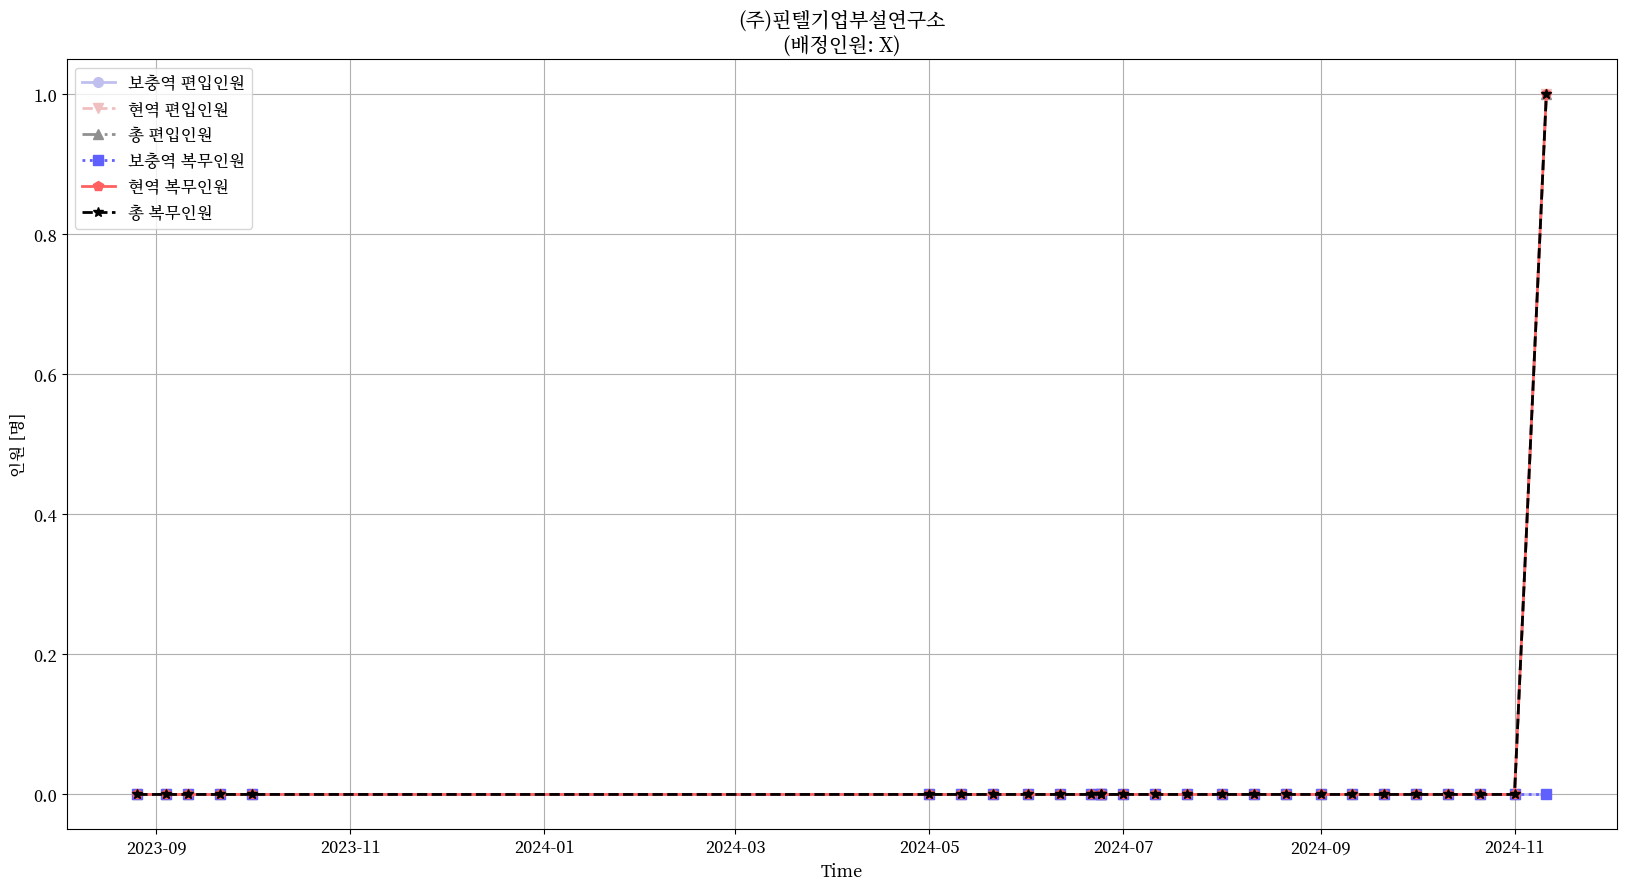 (주)핀텔기업부설연구소
(배정인원: X)
보충역 편입인원
현역 편입인원
총 편입인원
보충역 복무인원
현역 복무인원
총 복무인원
1.0
0.8
0.6
0.4
0.2
0.0
인원 [명]
2023-09
2023-11
2024-01
2024-03
2024-05
2024-07
2024-09
2024-11
Time